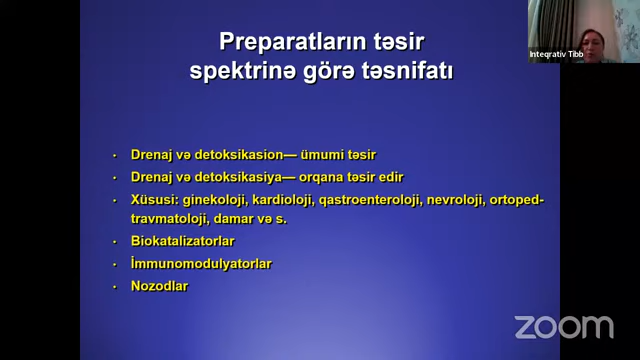 Preparatların təsir
spektrinə görə təsnifatı
Inteqrativ Tibb
• Drenaj və detoksikasion— ümumi təsir
• Drenaj və detoksikasiya— orqana təsir edir
• Xüsusi: ginekoloji, kardioloji, qastroenteroloji, nevroloji, ortoped-
travmatoloji, damar və s.
• Biokatalizatorlar
• İmmunomodulyatorlar
• Nozodlar
zoom